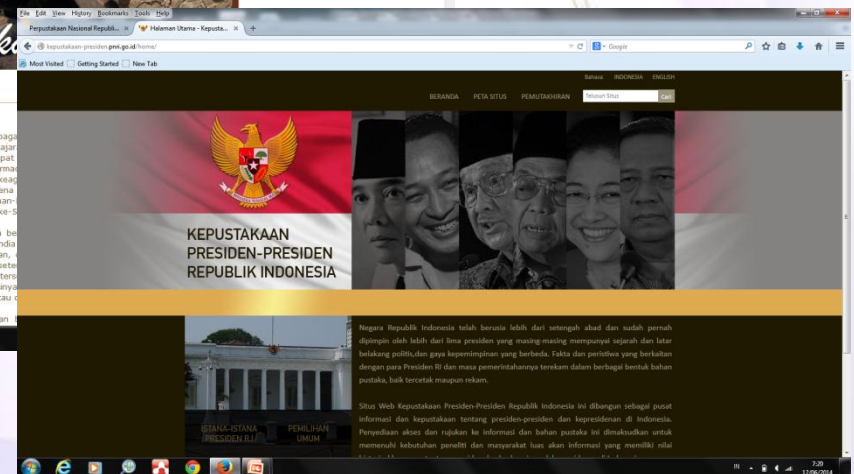 File Edit View History Bookmarks Tools Help
Perpustakaan Nasional Republi... Halaman Utama - Kepusta...
kepustakaan-presiden.pnri.go.id/home/
Google
Most Visited Getting Started New Tab
Bahasa: INDONESIA ENGLISH
BERANDA PETA SITUS PEMUTAKHIRAN Telusuri Situs Cari
KEPUSTAKAAN
PRESIDEN-PRESIDEN
REPUBLIK INDONESIA
Negara Republik Indonesia telah berusia lebih dari setengah abad dan sudah pernah
dipimpin oleh lebih dari lima presiden yang masing-masing mempunyai sejarah dan latar
belakang politis,dan gaya kepemimpinan yang berbeda. Fakta dan peristiwa yang berkaitan
dengan para Presiden RI dan masa pemerintahannya terekam dalam berbagai bentuk bahan
pustaka, baik tercetak maupun rekam.
Situs Web Kepustakaan Presiden-Presiden Republik Indonesia ini dibangun sebagai pusat
informasi dan kepustakaan tentang presiden-presiden dan kepresidenan di Indonesia.
Penyediaan akses dan rujukan ke informasi dan bahan pustaka ini dimaksudkan untuk
memenuhi kebutuhan peneliti dan masyarakat luas akan informasi yang memiliki nilai
ISTANA-ISTANA
PRESIDEN R.I
PEMILIHAN
UMUM
IN
7:20
12/06/2014